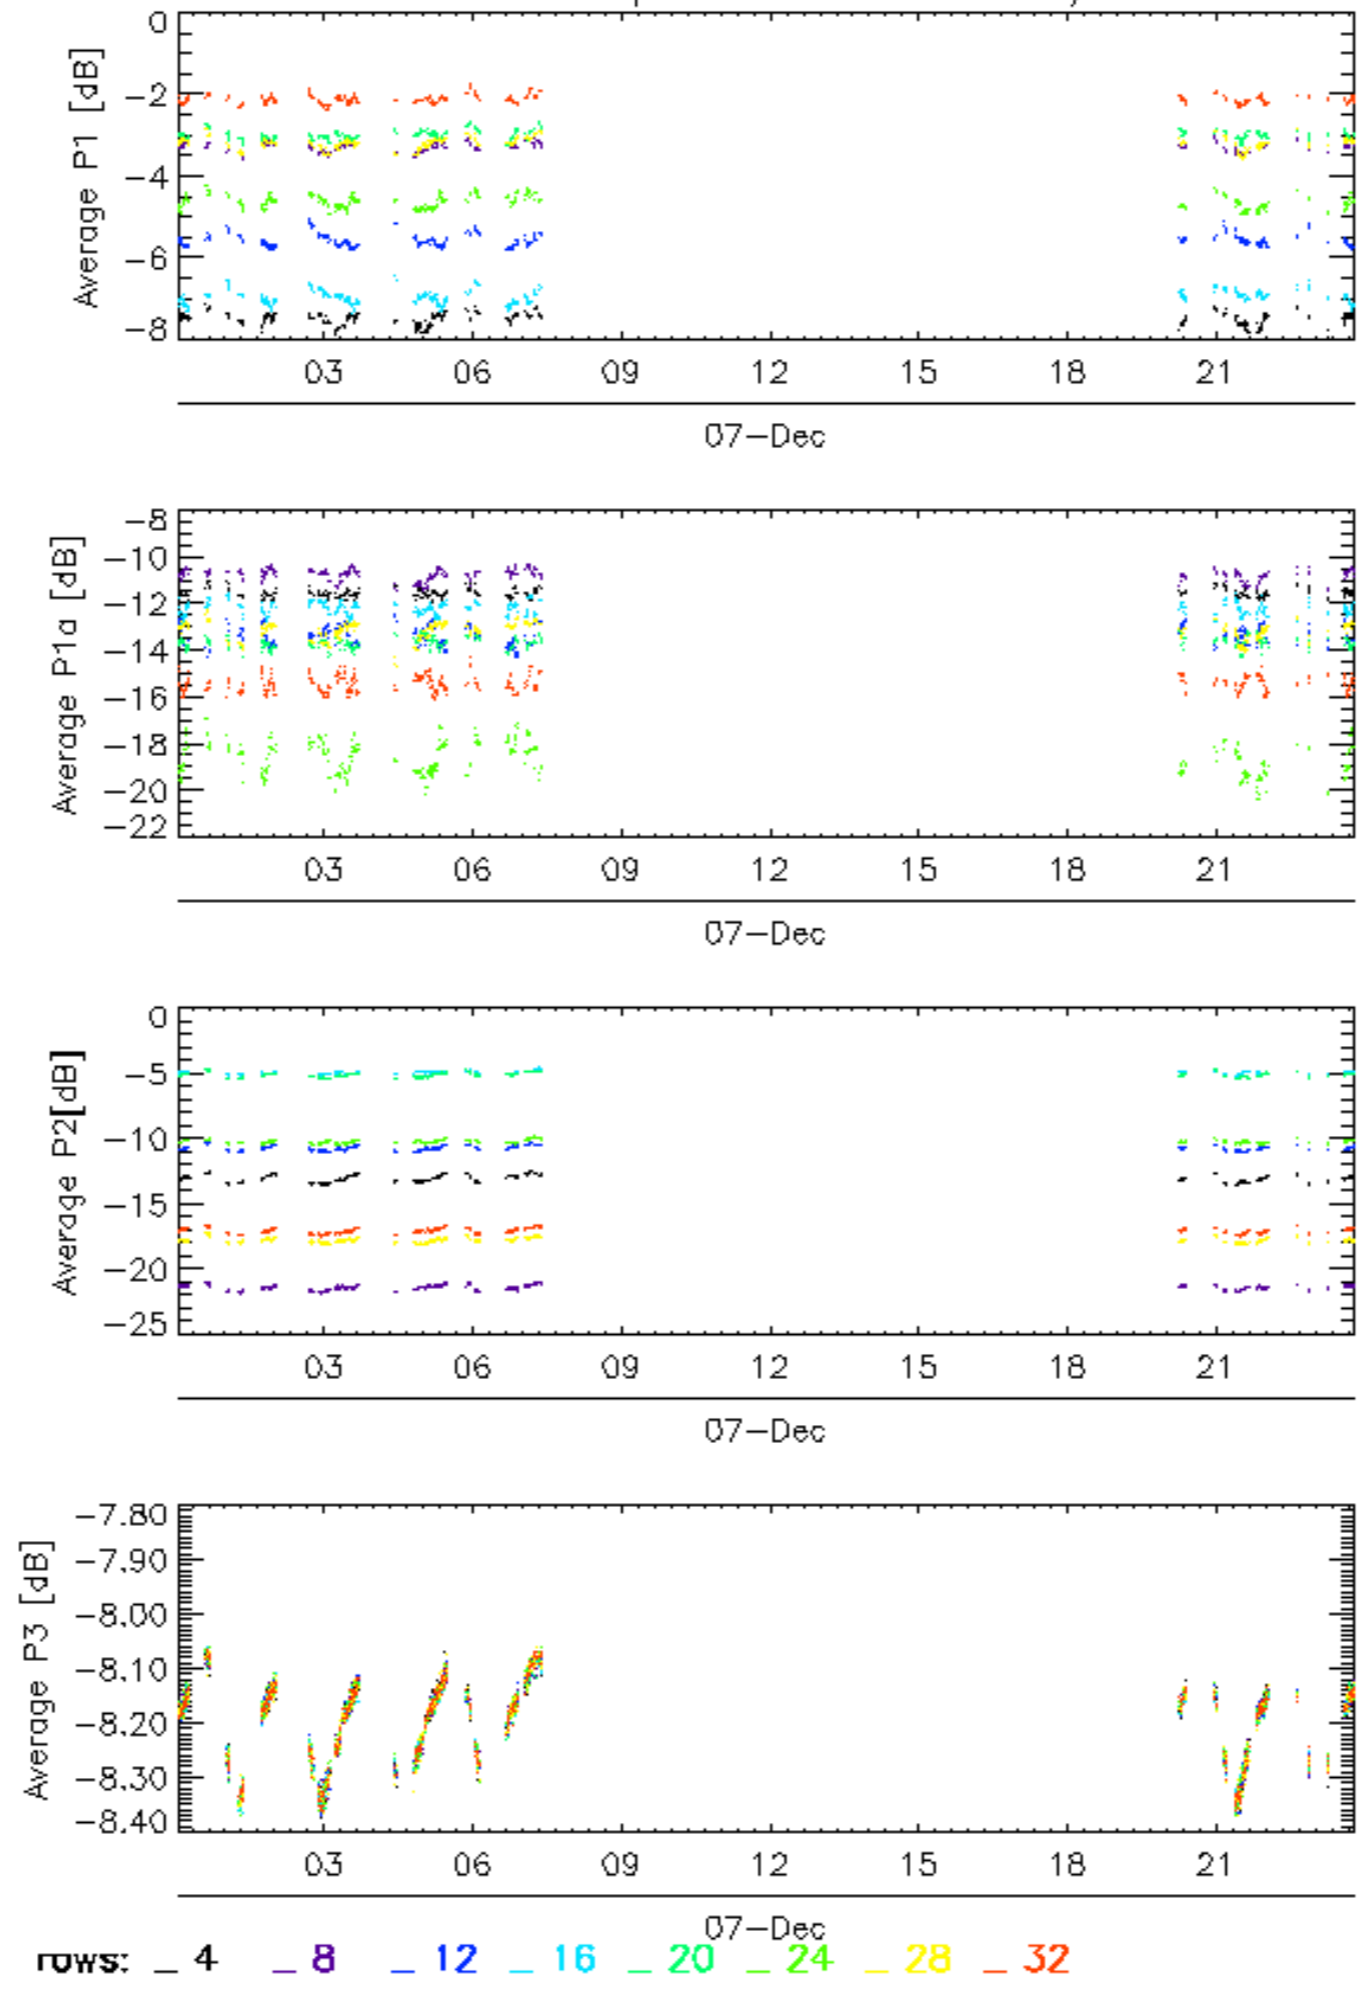 Average P1 [dB]
0
−2
−4
−6
−8
03 06 09 12 15 18 21
07−Dec
Average P1a [dB]
−8
−10
−12
−14
−16
−18
−20
−22
03 06 09 12 15 18 21
07−Dec
Average P2[dB]
0
−5
−10
−15
−20
−25
03 06 09 12 15 18 21
07−Dec
Average P3 [dB]
−7.80
−7.90
−8.00
−8.10
−8.20
−8.30
−8.40
03 06 09 12 15 18 21
07−Dec
rows: _ 4 _ 8 _ 12 _ 16 _ 20 _ 24 _ 28 _ 32